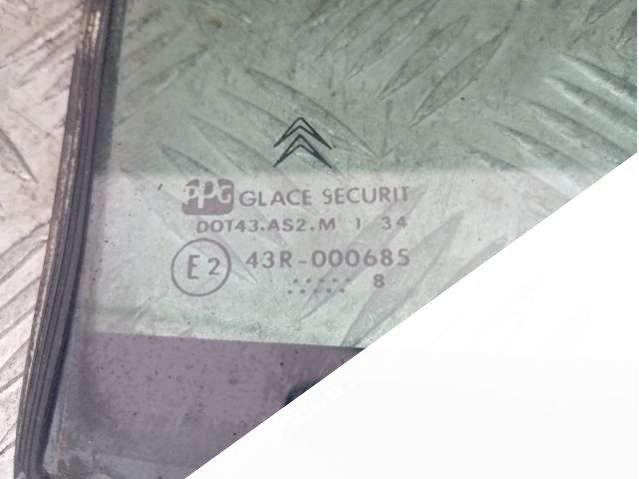 PPG GLACE SECURIT
DOT43.AS2.M 1 34
E2 43R-000685
8